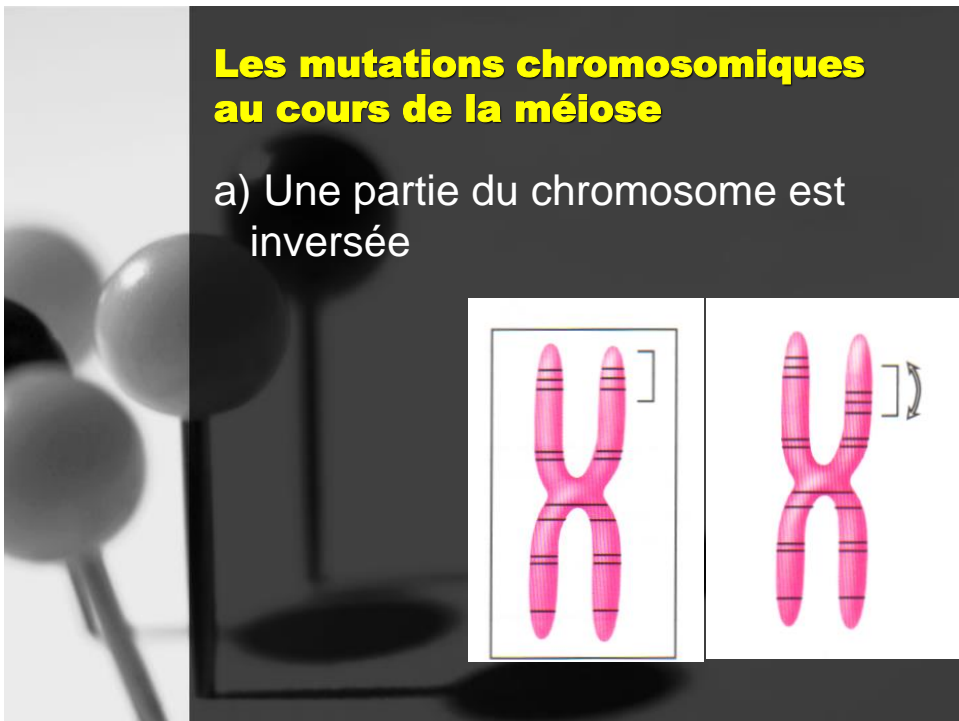 Les mutations chromosomiques
au cours de la méiose
a) Une partie du chromosome est
inversée